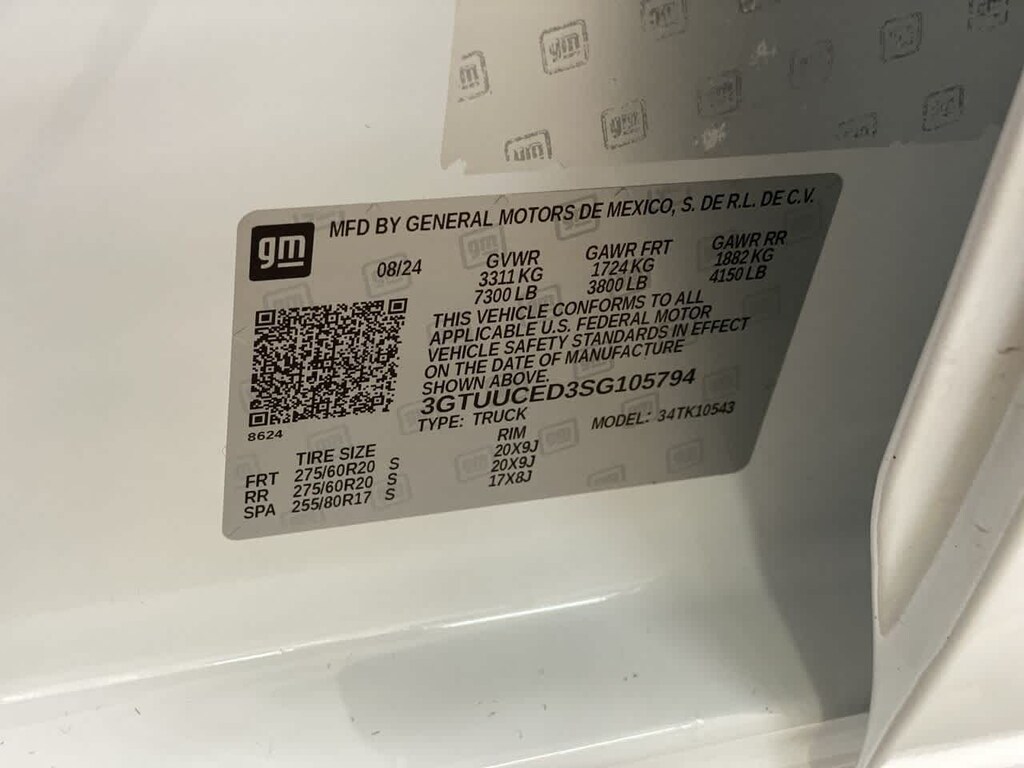 gm
MFD BY GENERAL MOTORS DE MEXICO, S. DE R.L. DE C.V.
08/24
GVWR GAWR FRT GAWR RR
3311 KG 1724 KG 1882 KG
7300 LB 3800 LB 4150 LB
THIS VEHICLE CONFORMS TO ALL
APPLICABLE U.S. FEDERAL MOTOR
VEHICLE SAFETY STANDARDS IN EFFECT
ON THE DATE OF MANUFACTURE
SHOWN ABOVE.
3GTUUCED3SG105794
TYPE: TRUCK MODEL: 34TK10543
8624
TIRE SIZE RIM
FRT 275/60R20 S 20X9J
RR 275/60R20 S 20X9J
SPA 255/80R17 S 17X8J